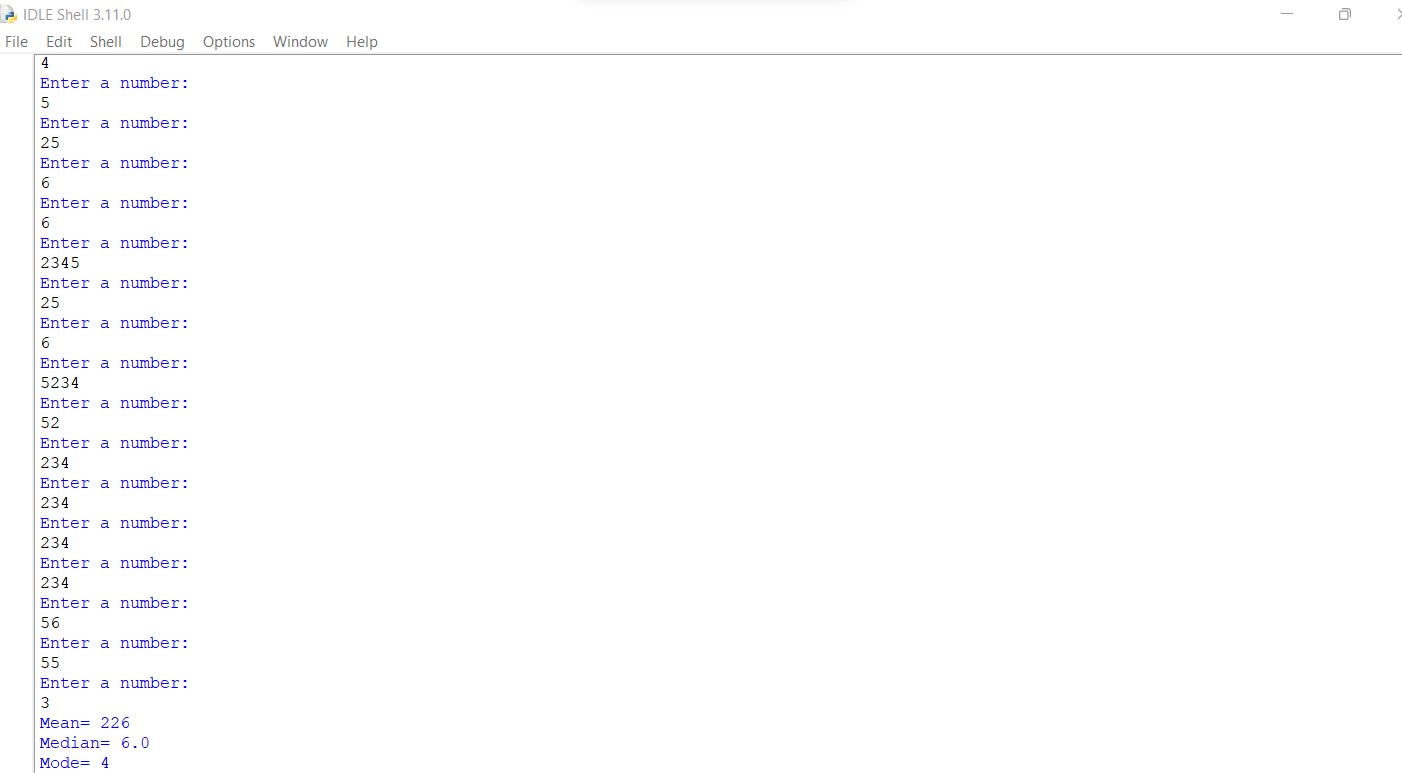 IDLE Shell 3.11.0
File Edit Shell Debug Options Window Help
4
Enter a number:
5
Enter a number:
25
Enter a number:
6
Enter a number:
6
Enter a number:
2345
Enter a number:
25
Enter a number:
6
Enter a number:
5234
Enter a number:
52
Enter a number:
234
Enter a number:
234
Enter a number:
234
Enter a number:
234
Enter a number:
56
Enter a number:
55
Enter a number:
3
Mean= 226
Median= 6.0
Mode= 4